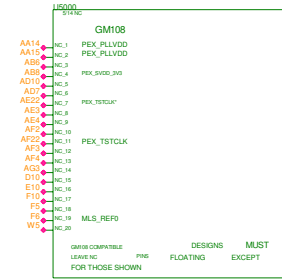 U5000
5/14 NC
GM108
AA14 NC_1 PEX_PLLVDD
AA15 NC_2 PEX_PLLVDD
AB6 NC_3
AB8 NC_4 PEX_SVDD_3V3
AD10 NC_5
AD7 NC_6
AE22 NC_7 PEX_TSTCLK*
AE3 NC_8
AE4 NC_9
AF2 NC_10
AF22 NC_11 PEX_TSTCLK
AF3 NC_12
AF4 NC_13
AG3 NC_14
D10 NC_15
E10 NC_16
F10 NC_17
F5 NC_18
F6 NC_19 MLS_REF0
W5 NC_20
GM108 COMPATIBLE DESIGNS MUST
LEAVE NC PINS FLOATING EXCEPT
FOR THOSE SHOWN